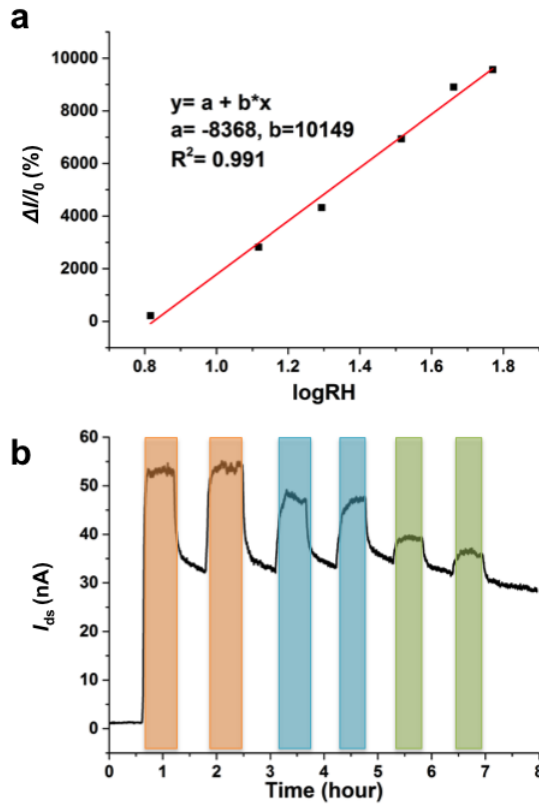 a
10000
8000
6000
4000
2000
0
y= a + b*x
a= -8368, b=10149
R²= 0.991
ΔI/I₀ (%)
0.8 1.0 1.2 1.4 1.6 1.8
logRH
b
60
50
40
30
20
10
0
I_ds (nA)
0 1 2 3 4 5 6 7 8
Time (hour)